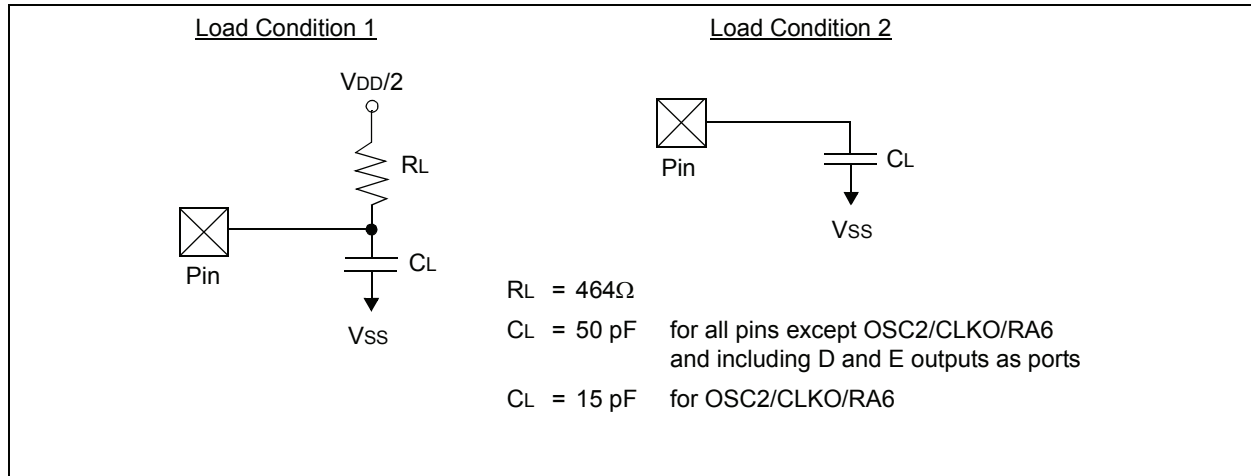 Load Condition 1
VDD/2
RL
Pin
CL
VSS
Load Condition 2
Pin
CL
VSS
RL = 464Ω
CL = 50 pF for all pins except OSC2/CLKO/RA6
and including D and E outputs as ports
CL = 15 pF for OSC2/CLKO/RA6